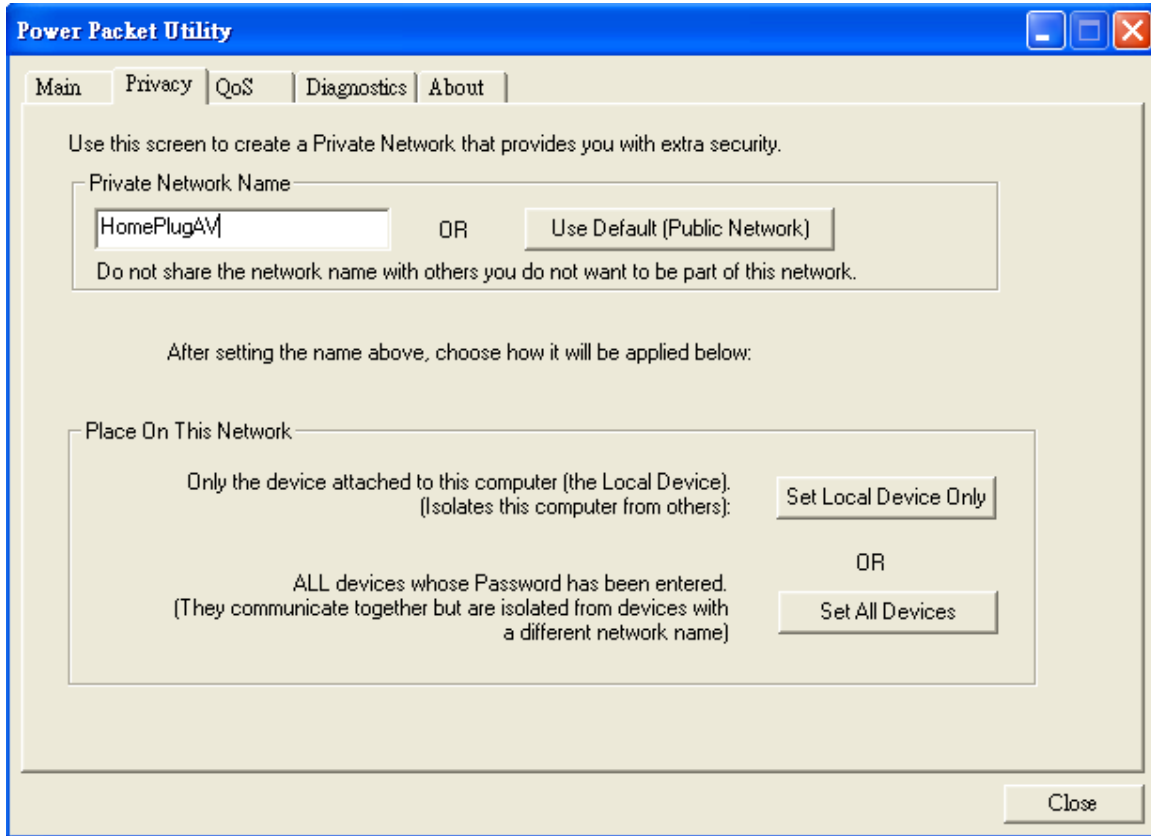 Power Packet Utility
Main Privacy QoS Diagnostics About
Use this screen to create a Private Network that provides you with extra security.
Private Network Name
HomePlugAV OR Use Default (Public Network)
Do not share the network name with others you do not want to be part of this network.
After setting the name above, choose how it will be applied below:
Place On This Network
Only the device attached to this computer (the Local Device).
(Isolates this computer from others):
Set Local Device Only
OR
ALL devices whose Password has been entered.
(They communicate together but are isolated from devices with
a different network name)
Set All Devices
Close